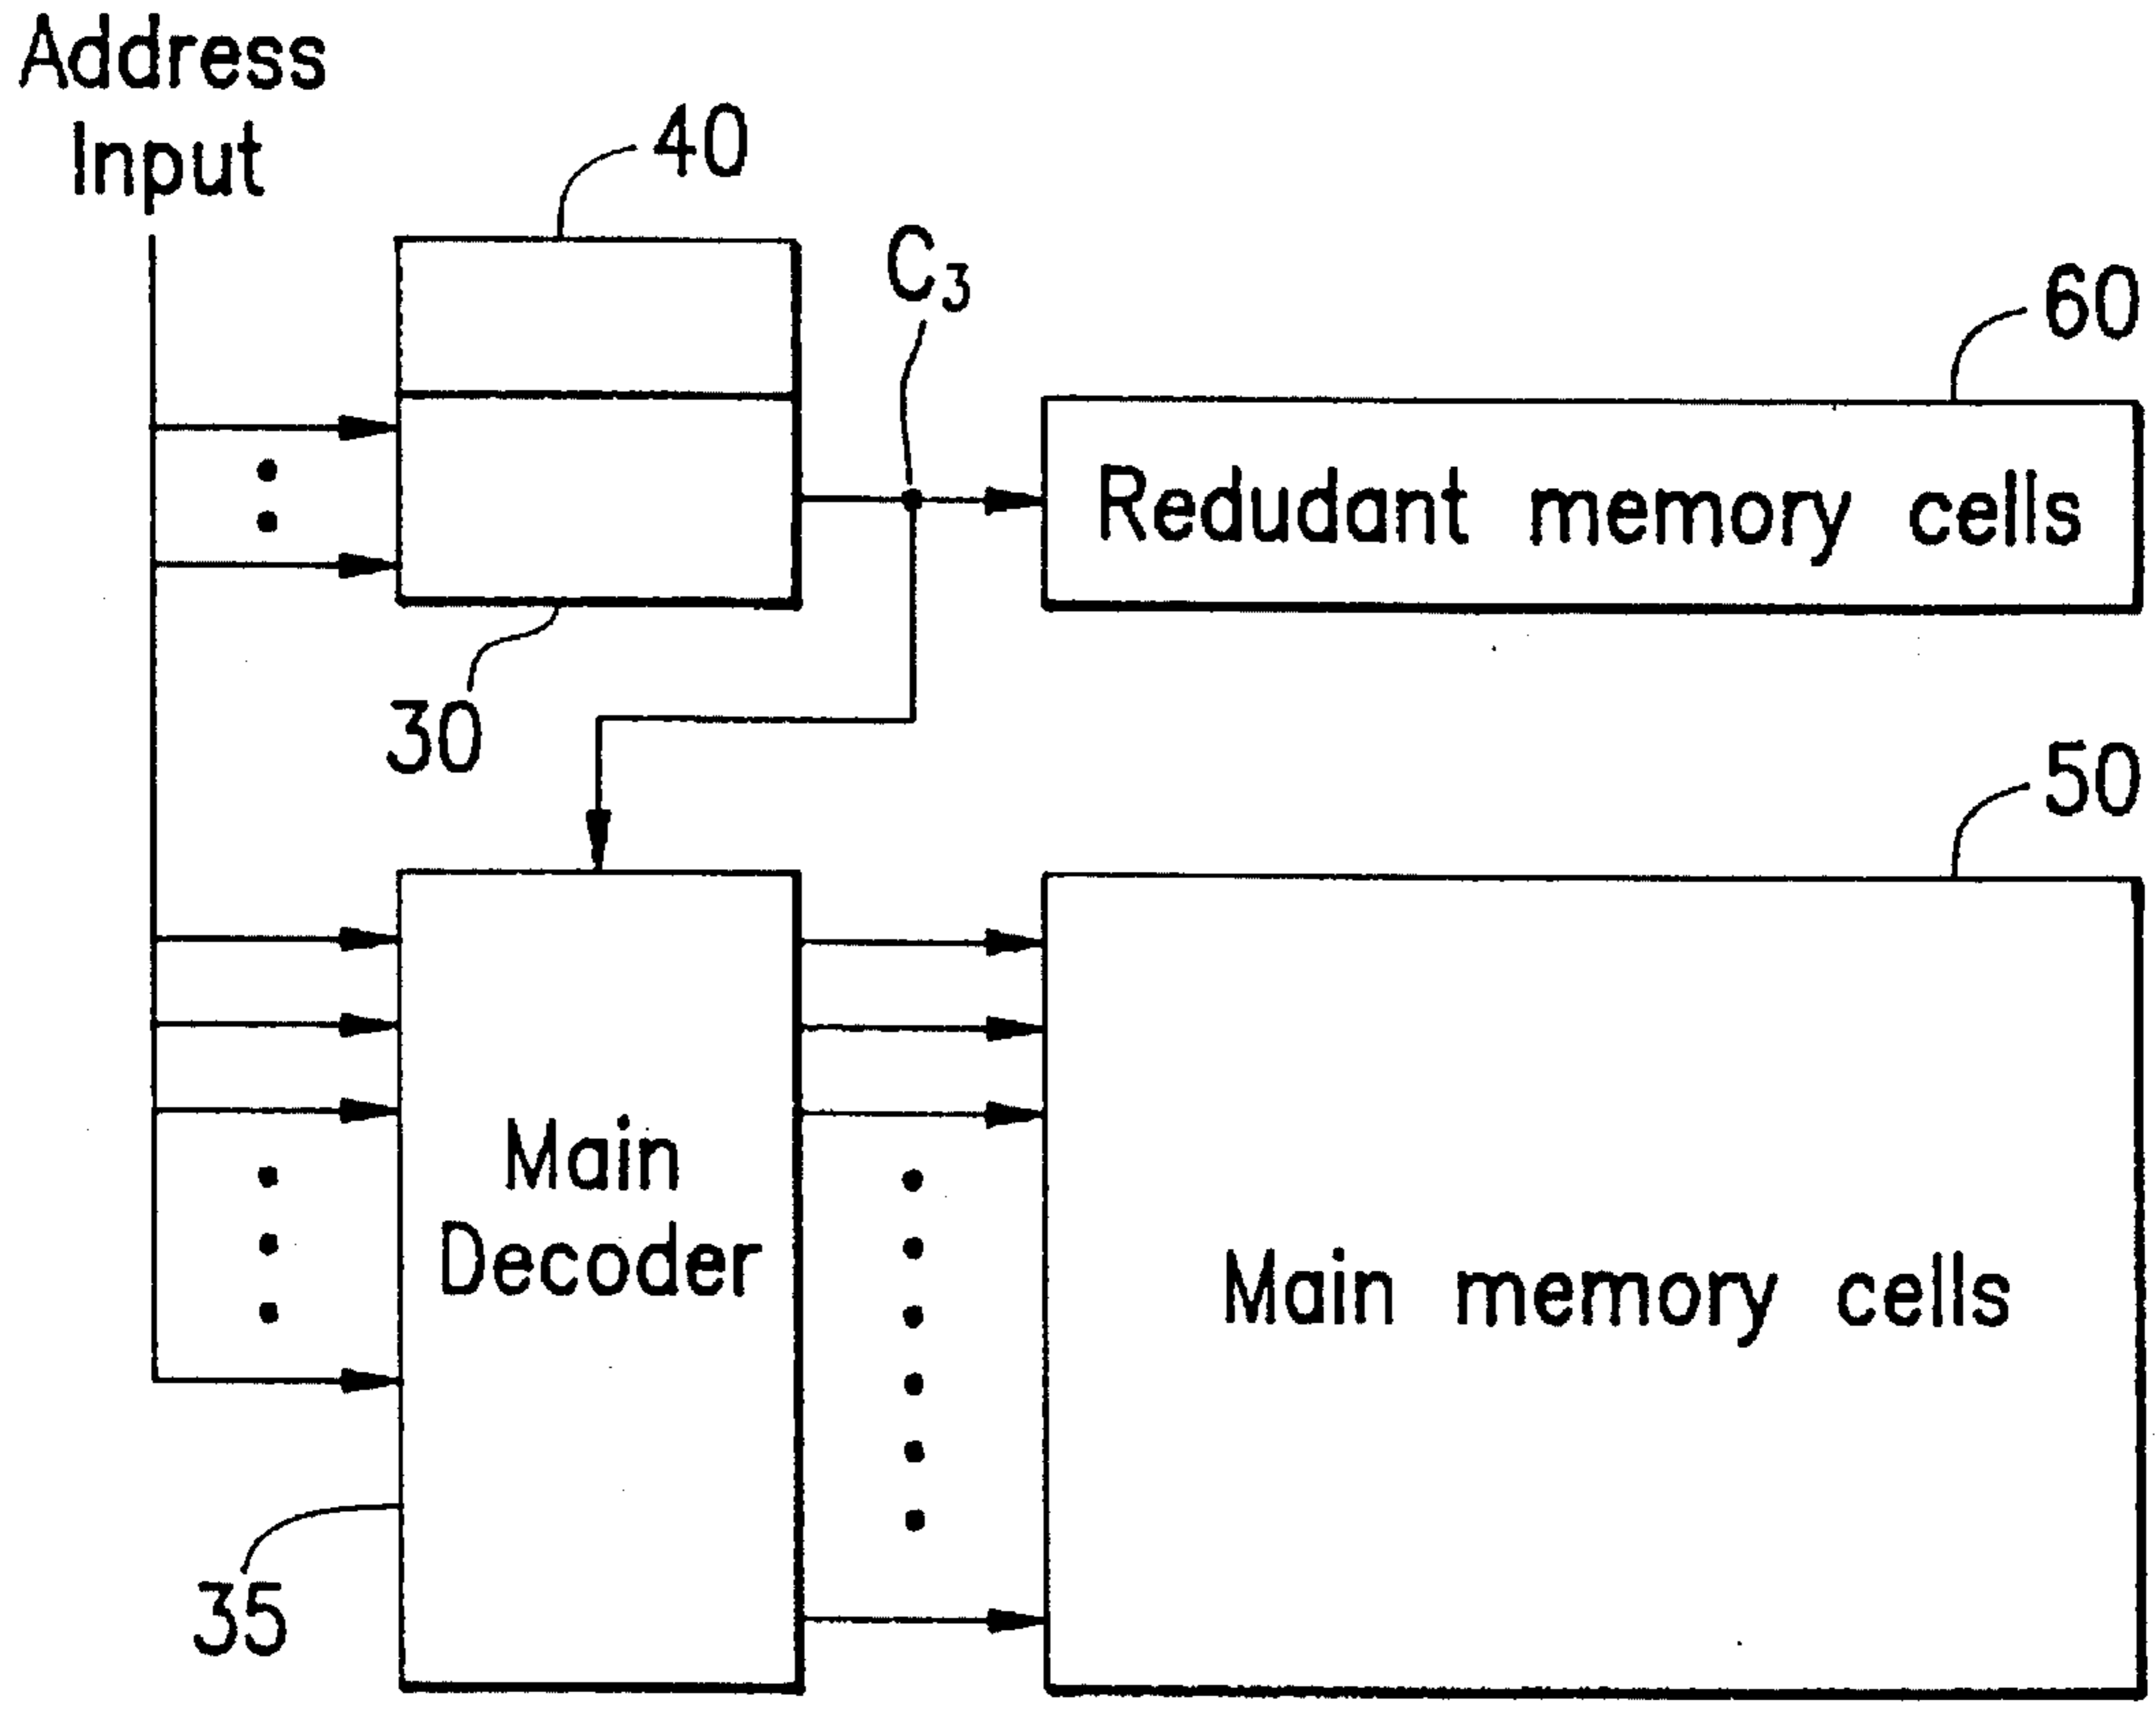 Address
Input
40
C3
60
Redudant memory cells
30
50
Main
Decoder
Main memory cells
35